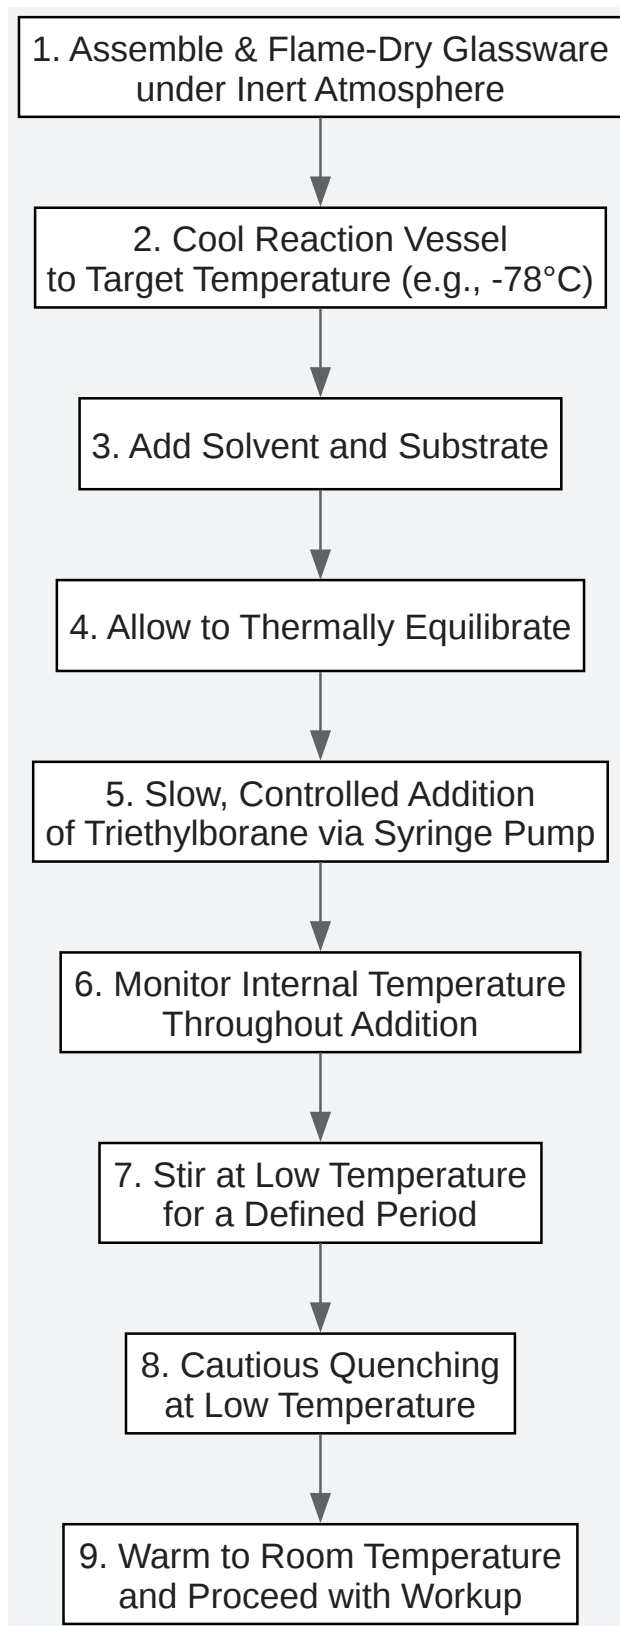 1. Assemble & Flame-Dry Glassware
under Inert Atmosphere
2. Cool Reaction Vessel
to Target Temperature (e.g., -78°C)
3. Add Solvent and Substrate
4. Allow to Thermally Equilibrate
5. Slow, Controlled Addition
of Triethylborane via Syringe Pump
6. Monitor Internal Temperature
Throughout Addition
7. Stir at Low Temperature
for a Defined Period
8. Cautious Quenching
at Low Temperature
9. Warm to Room Temperature
and Proceed with Workup